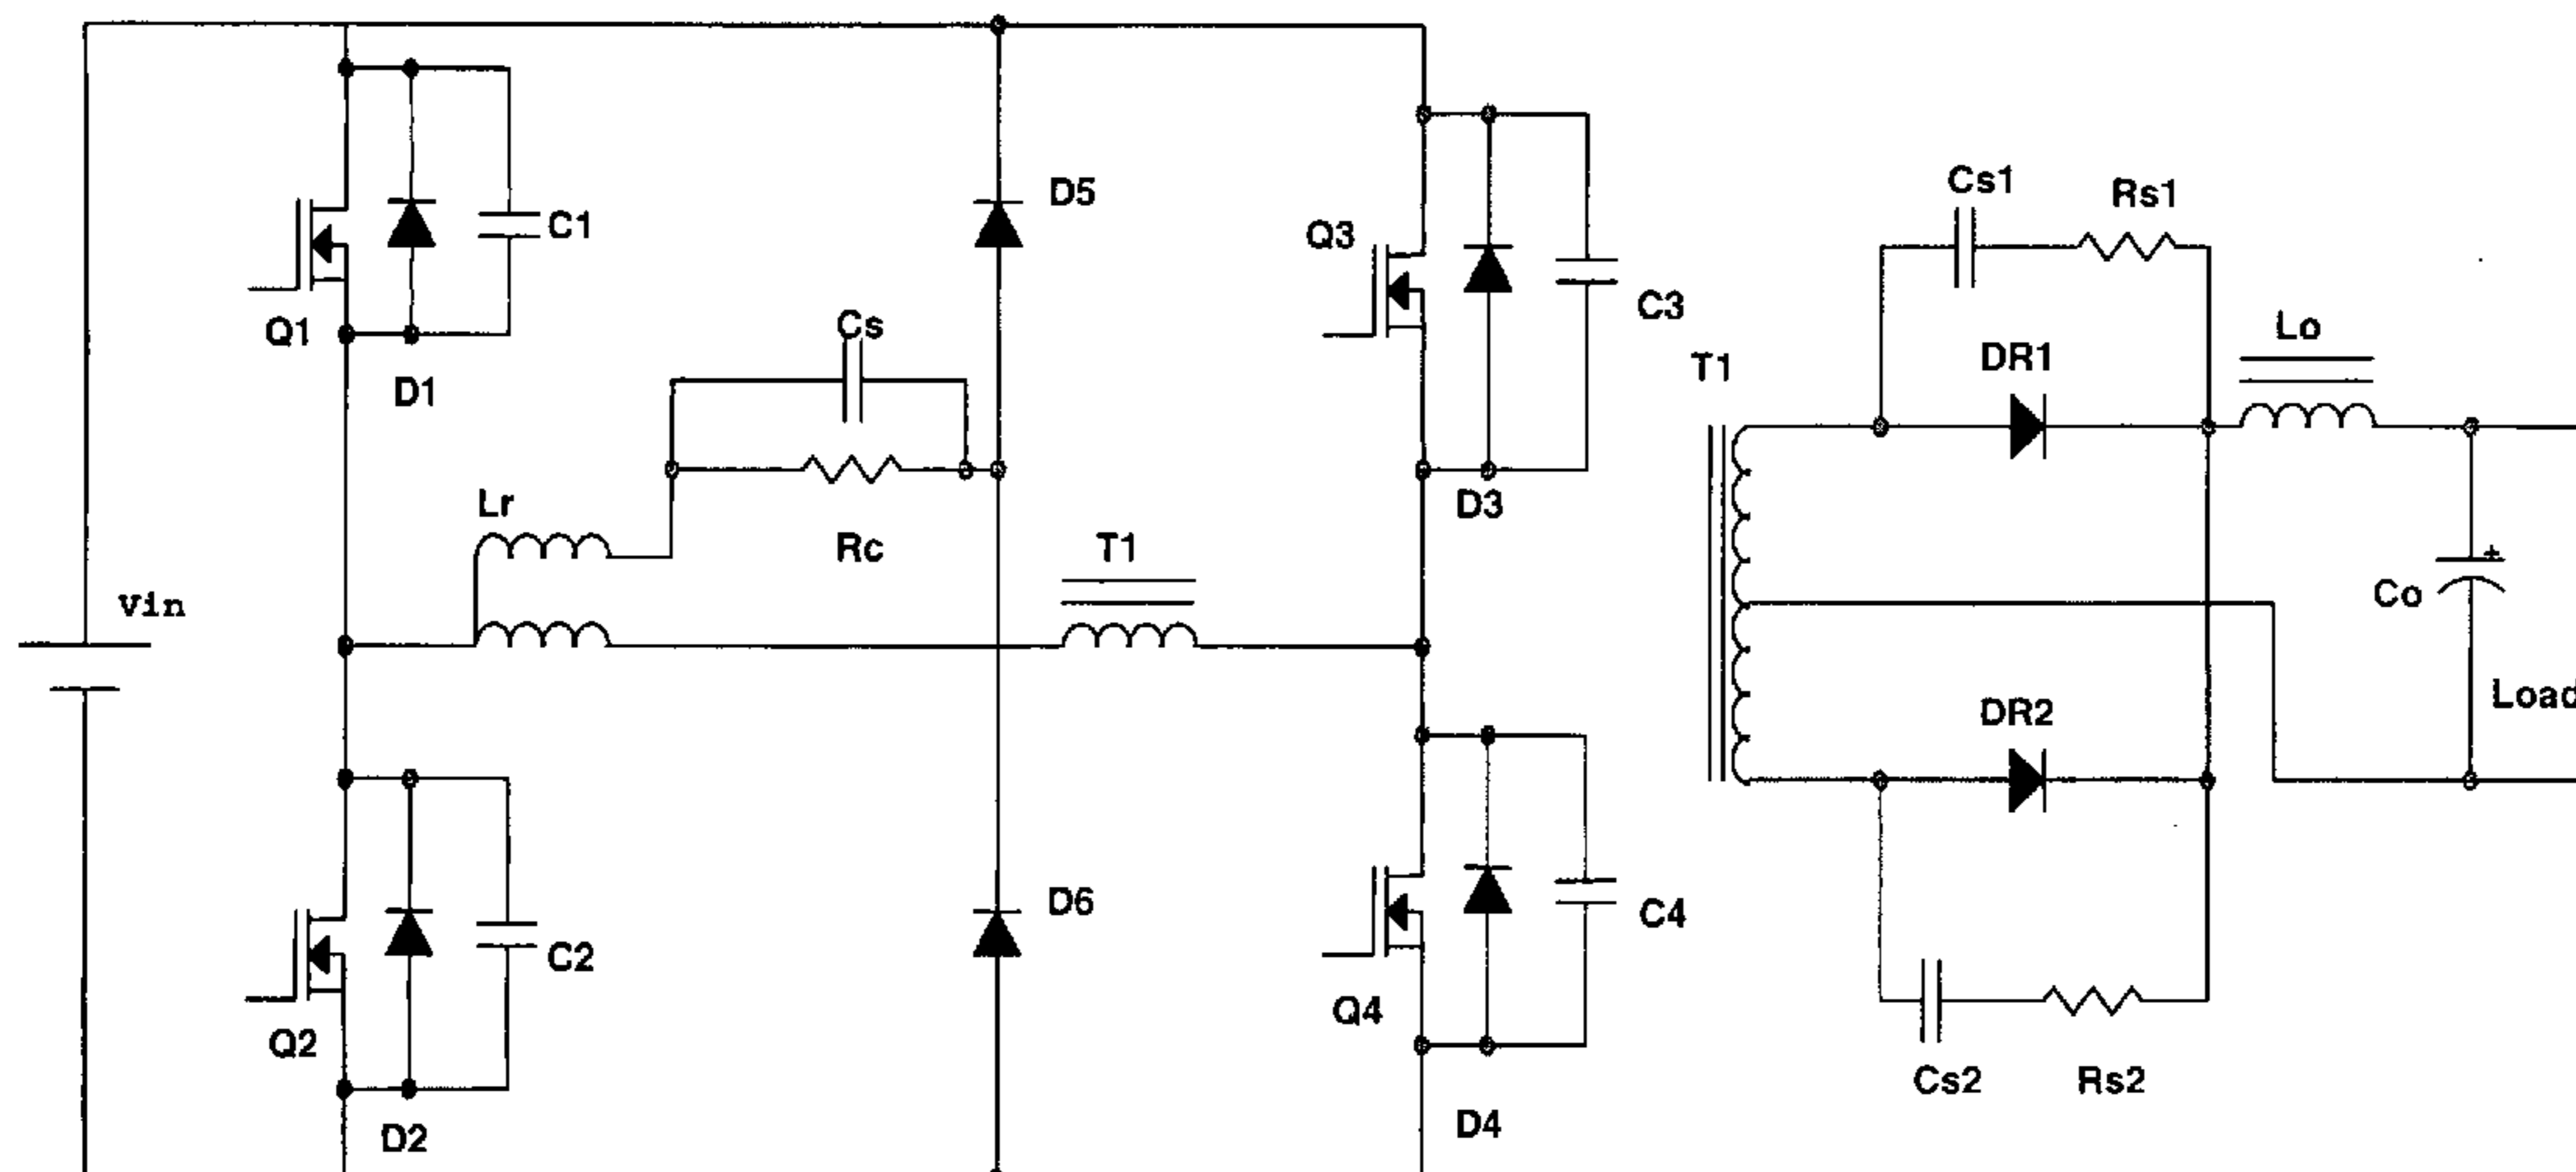 Cs1
Rs1
D5
C1
Q3
C3
Q1
Cs
DR1
Lo
T1
D1
Lr
D3
Rc
T1
Vin
Co
Load
DR2
D6
C4
C2
Q4
Q2
Cs2
Rs2
D2
D4
+